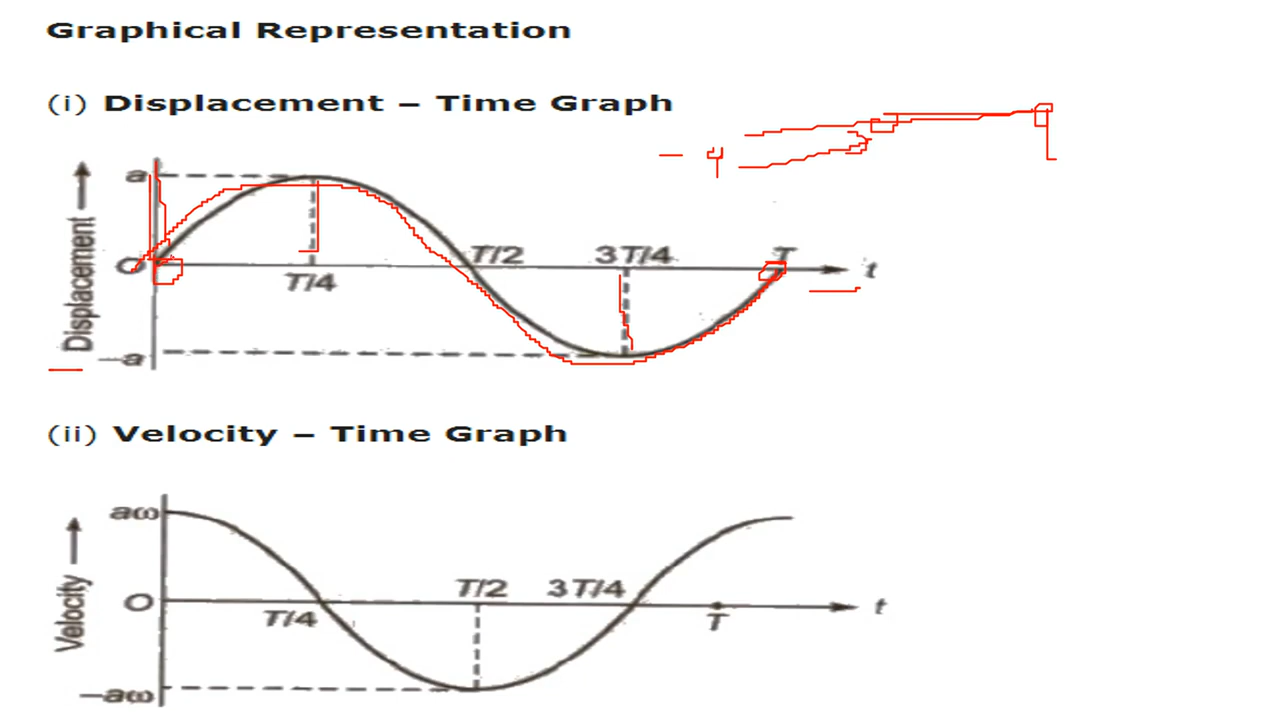 Graphical Representation
(i) Displacement – Time Graph
a
Displacement
O
T/4
T/2
3T/4
T
t
–a
(ii) Velocity – Time Graph
aω
Velocity
O
T/4
T/2
3T/4
T
t
–aω